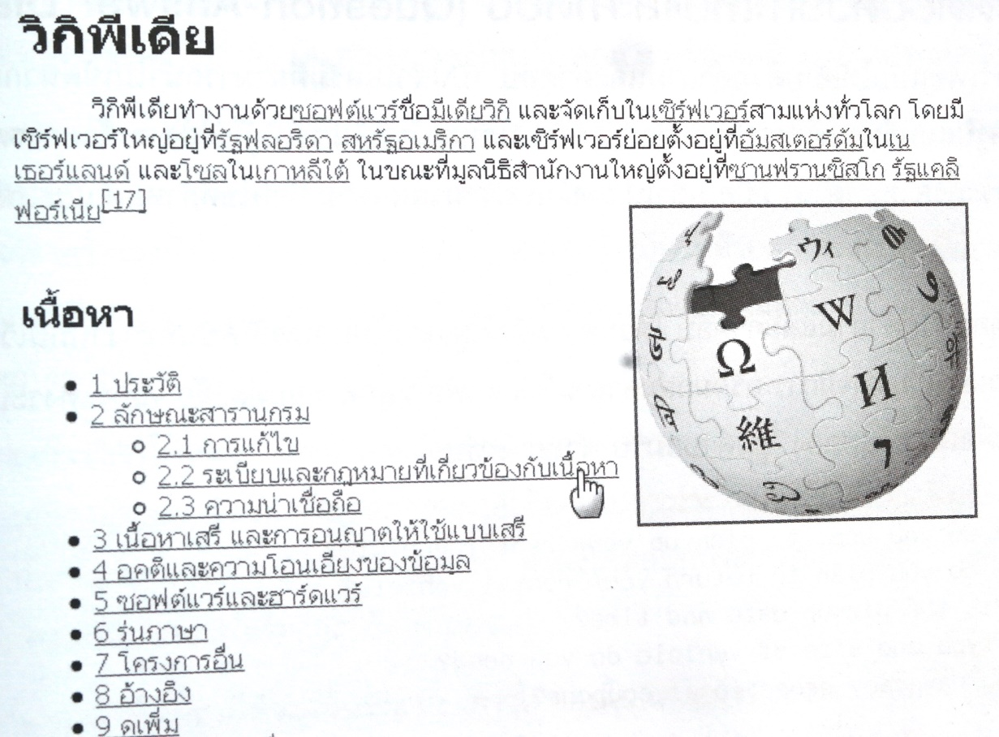 วิกิพีเดีย
วิกิพีเดียทำงานด้วยซอฟต์แวร์ชื่อมีเดียวิกิ และจัดเก็บในเซิร์ฟเวอร์สามแห่งทั่วโลก โดยมี
เซิร์ฟเวอร์ใหญ่อยู่ที่รัฐฟลอริดา สหรัฐอเมริกา และเซิร์ฟเวอร์ย่อยตั้งอยู่ที่อัมสเตอร์ดัมในเน
เธอร์แลนด์ และโซลในเกาหลีใต้ ในขณะที่มูลนิธิสำนักงานใหญ่ตั้งอยู่ที่ซานฟรานซิสโก รัฐแคลิ
ฟอร์เนีย[17]
เนื้อหา
1 ประวัติ
2 ลักษณะสารานุกรม
2.1 การแก้ไข
2.2 ระเบียบและกฎหมายที่เกี่ยวข้องกับเนื้อหา
2.3 ความน่าเชื่อถือ
3 เนื้อหาเสรี และการอนุญาตให้ใช้แบบเสรี
4 อคติและความโอนเอียงของข้อมูล
5 ซอฟต์แวร์และฮาร์ดแวร์
6 รุ่นภาษา
7 โครงการอื่น
8 อ้างอิง
9 ดูเพิ่ม
ウィ
W
Ω
И
維